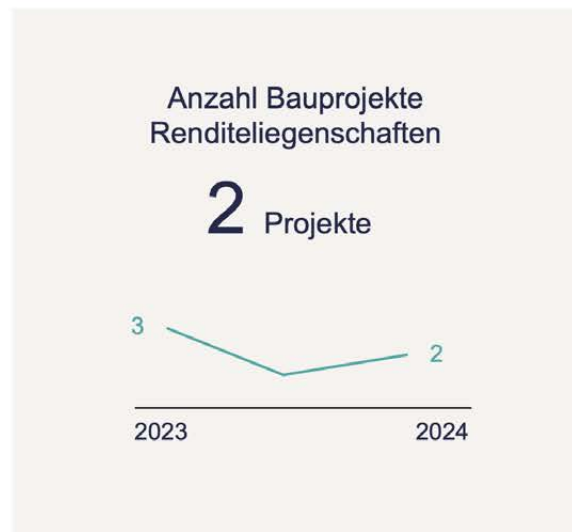 Anzahl Bauprojekte
Renditeliegenschaften
2 Projekte
3
2
2023 2024